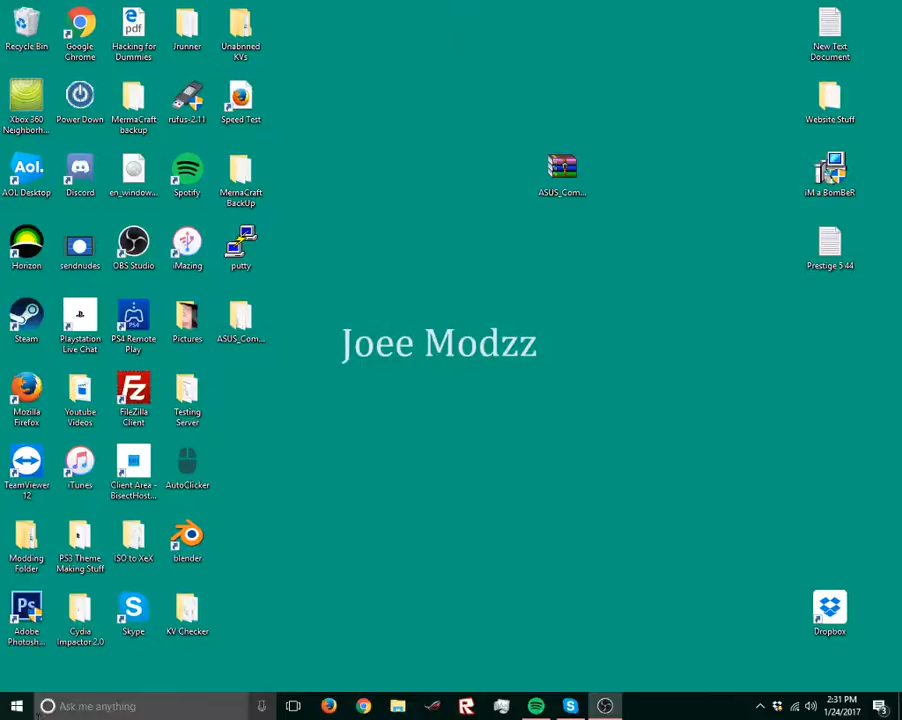 Recycle Bin
Google Chrome
Hacking for Dummies
Jrunner
Unabnned KVs
New Text Document
Xbox 360 Neighborh...
Power Down
MermaCraft backup
rufus-2.11
Speed Test
Website Stuff
Aol.
AOL Desktop
Discord
en_window...
Spotify
MemaCraft BackUp
ASUS_Com...
iM a BomBeR
Horizon
sendnudes
OBS Studio
iMazing
putty
Prestige 5 44
Steam
Playstation Live Chat
PS4 Remote Play
Pictures
ASUS_Com...
Joee Modzz
Mozilla Firefox
Youtube Videos
Fz
FileZilla Client
Testing Server
TeamViewer 12
iTunes
Client Area - BisectHost...
AutoClicker
Modding Folder
PS3 Theme Making Stuff
ISO to XeX
blender
Ps
Adobe Photosh...
Cydia Impactor 2.0
Skype
KV Checker
Dropbox
Ask me anything
2:31 PM
1/24/2017
3